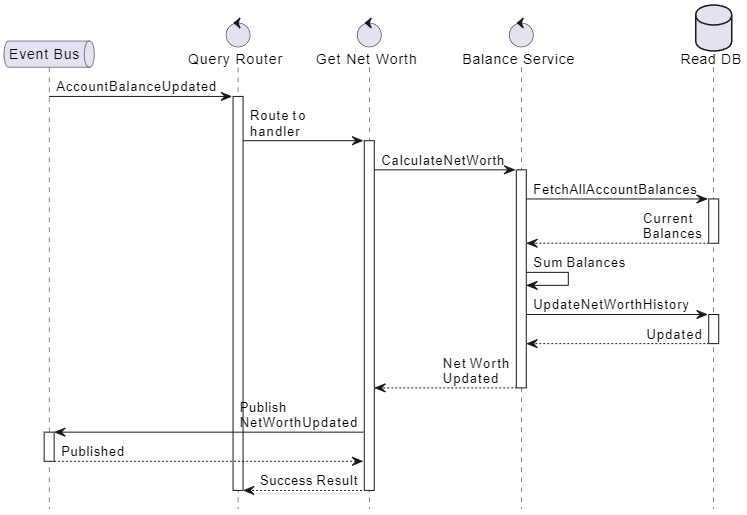 Event Bus
Query Router
Get Net Worth
Balance Service
Read DB
AccountBalanceUpdated
Route to
handler
CalculateNetWorth
FetchAllAccountBalances
Current
Balances
Sum Balances
UpdateNetWorthHistory
Updated
Net Worth
Updated
Publish
NetWorthUpdated
Published
Success Result